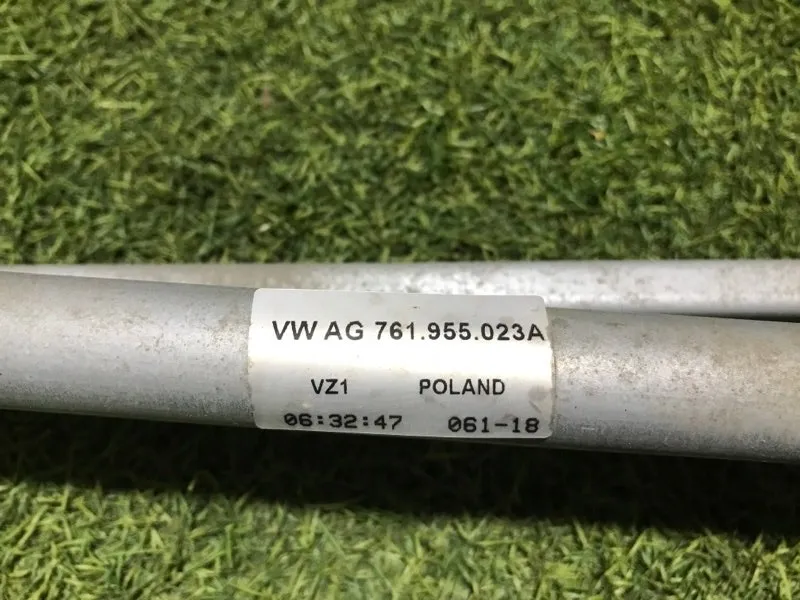 VW AG 761.955.023A
VZ1 POLAND
06:32:47 061-18